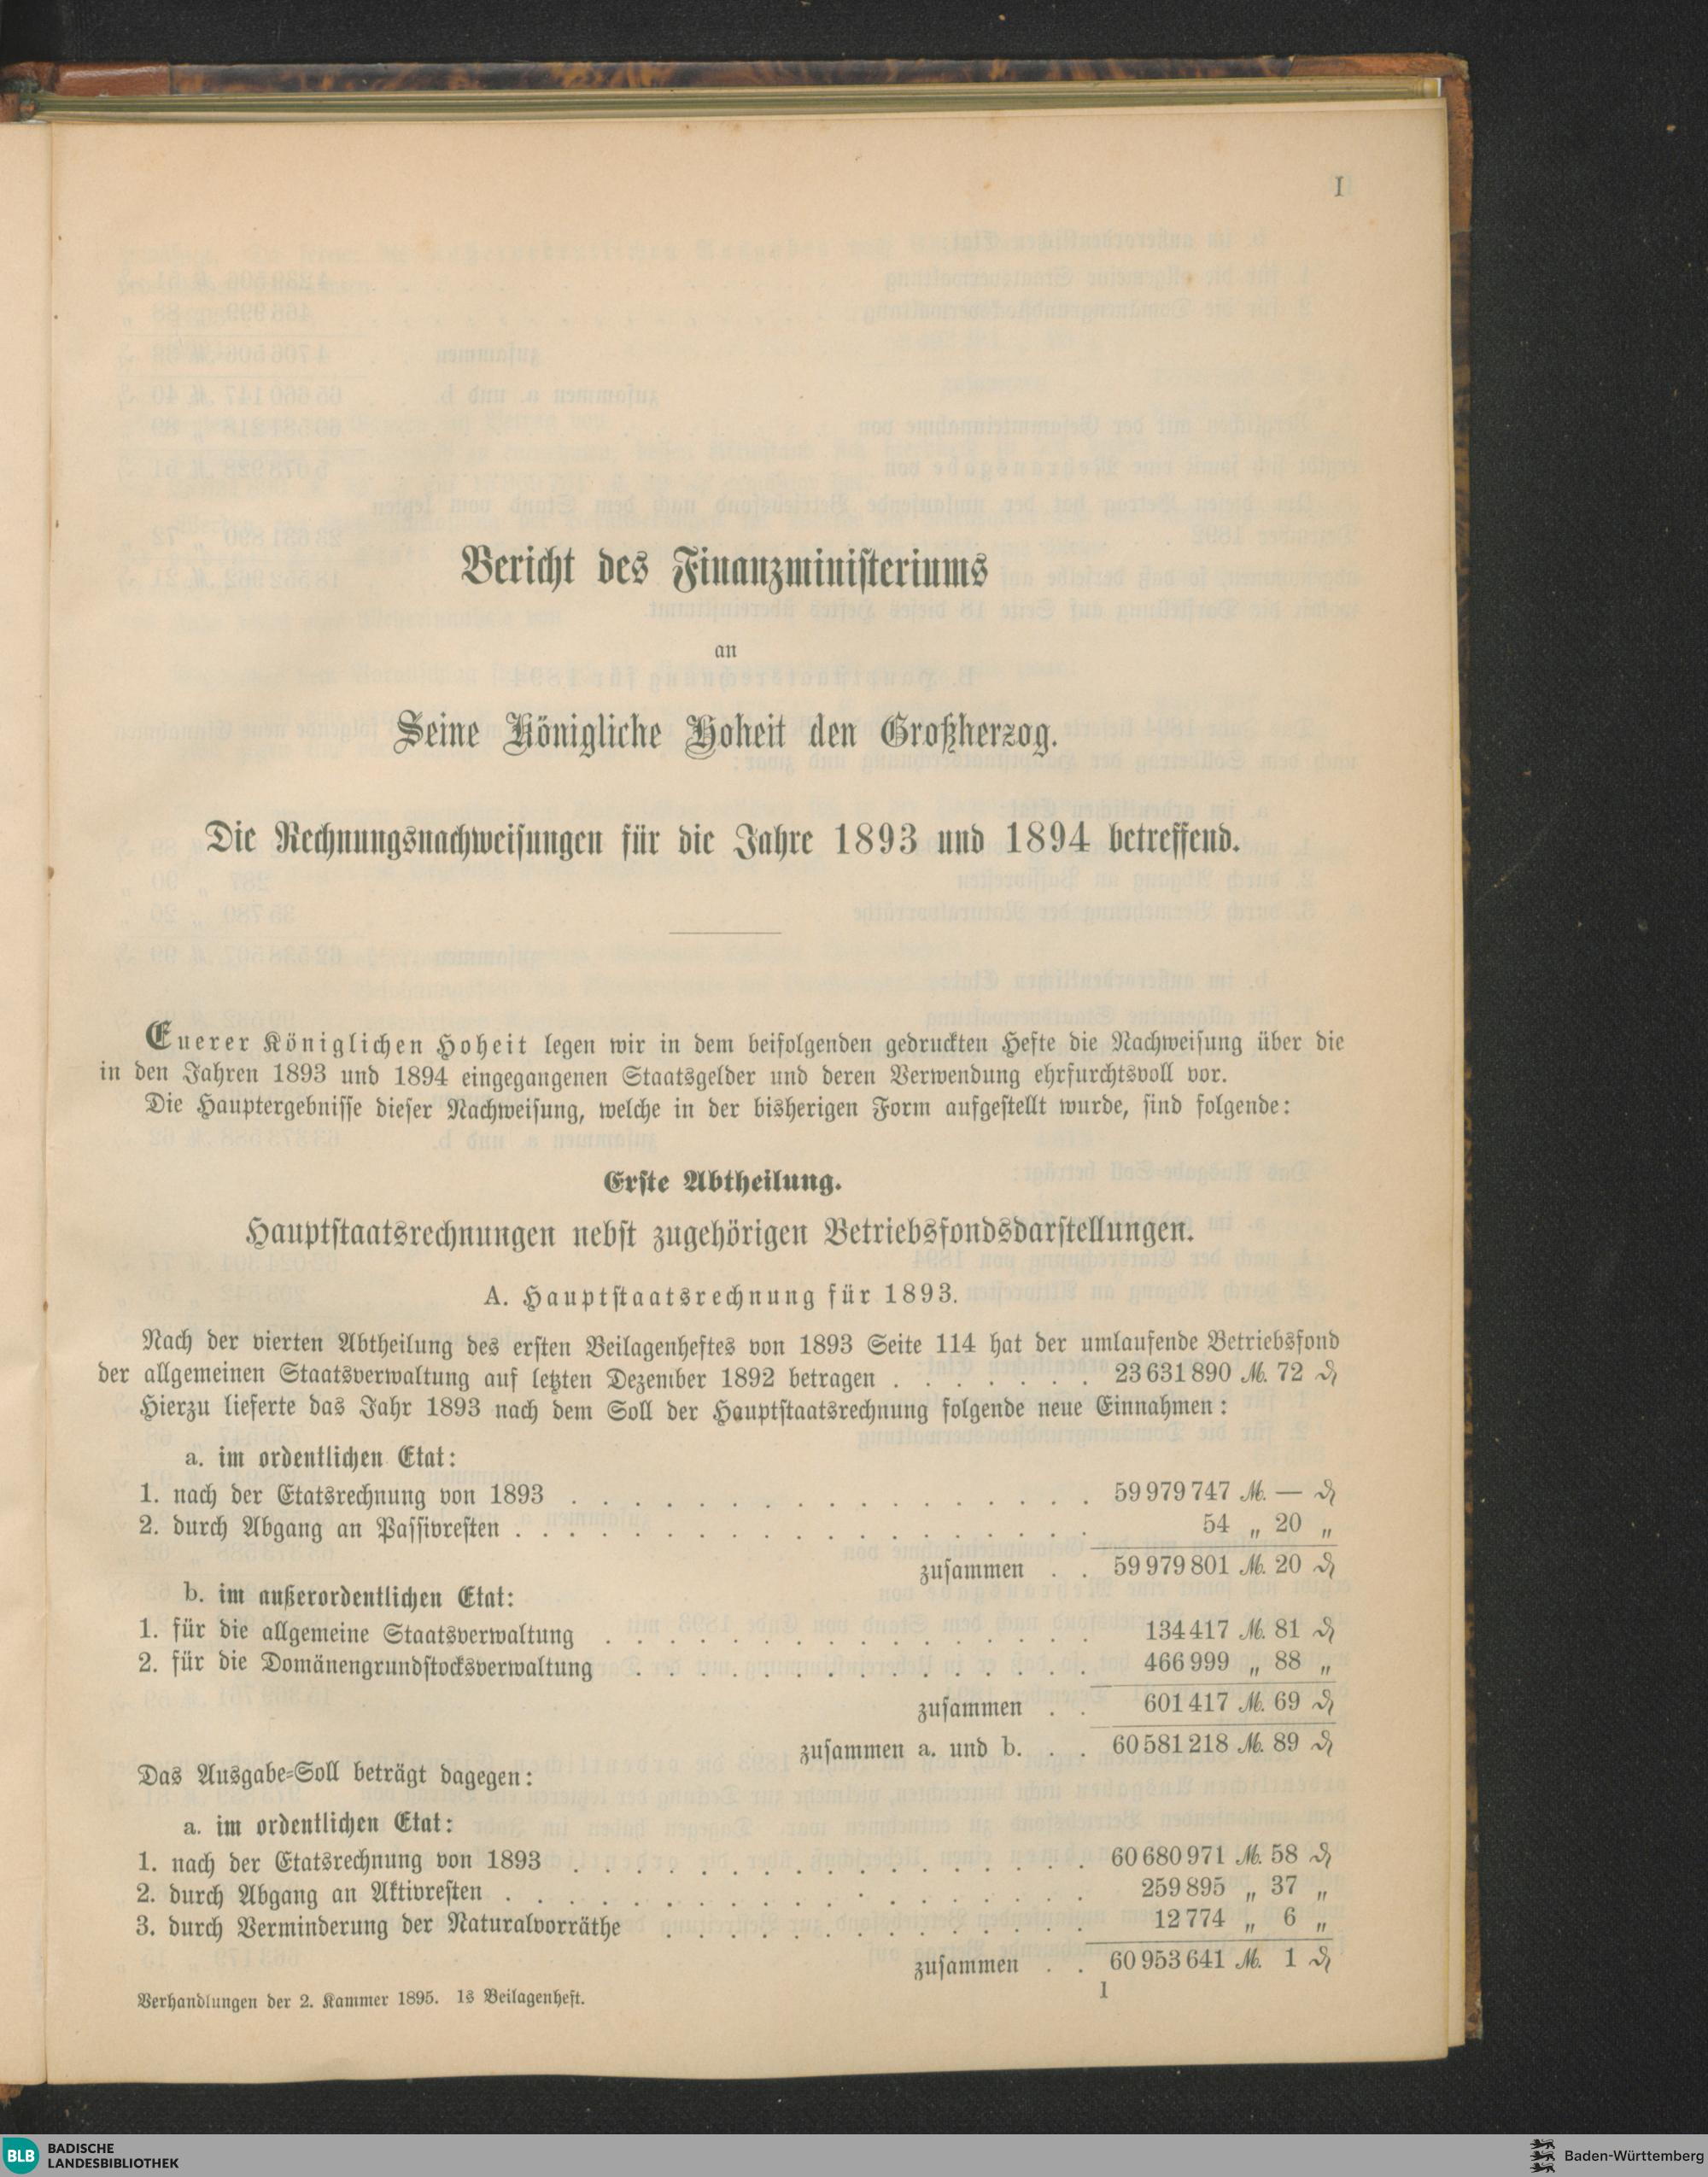 I
Bericht des Finanzministeriums
an
Seine Königliche Hoheit den Großherzog.
Die Rechnungsnachweisungen für die Jahre 1893 und 1894 betreffend.
Euerer Königlichen Hoheit legen wir in dem beifolgenden gedruckten Hefte die Nachweisung über die
in den Jahren 1893 und 1894 eingegangenen Staatsgelder und deren Verwendung ehrfurchtsvoll vor.
Die Hauptergebnisse dieser Nachweisung, welche in der bisherigen Form aufgestellt wurde, sind folgende:
Erste Abtheilung.
Hauptstaatsrechnungen nebst zugehörigen Betriebsfondsdarstellungen.
A. Hauptstaatsrechnung für 1893.
Nach der vierten Abtheilung des ersten Beilagenheftes von 1893 Seite 114 hat der umlaufende Betriebsfond
der allgemeinen Staatsverwaltung auf letzten Dezember 1892 betragen . . . . . . . 23 631 890 ℳ. 72 ₰
Hierzu lieferte das Jahr 1893 nach dem Soll der Hauptstaatsrechnung folgende neue Einnahmen:
a. im ordentlichen Etat:
1. nach der Etatsrechnung von 1893 . . . . . . . . . . . . . . . . . 59 979 747 ℳ. — ₰
2. durch Abgang an Passivresten . . . . . . . . . . . . . . . . . . . 54 „ 20 „
zusammen . . 59 979 801 ℳ. 20 ₰
b. im außerordentlichen Etat:
1. für die allgemeine Staatsverwaltung . . . . . . . . . . . . . . . . 134 417 ℳ. 81 ₰
2. für die Domänengrundstocksverwaltung . . . . . . . . . . . . . . . 466 999 „ 88 „
zusammen . . 601 417 ℳ. 69 ₰
zusammen a. und b. . . 60 581 218 ℳ. 89 ₰
Das Ausgabe-Soll beträgt dagegen:
a. im ordentlichen Etat:
1. nach der Etatsrechnung von 1893 . . . . . . . . . . . . . . . . . 60 680 971 ℳ. 58 ₰
2. durch Abgang an Aktivresten . . . . . . . . . . . . . . . . . . . 259 895 „ 37 „
3. durch Verminderung der Naturalvorräthe . . . . . . . . . . . . . . 12 774 „ 6 „
zusammen . . 60 953 641 ℳ. 1 ₰
Verhandlungen der 2. Kammer 1895. 1s Beilagenheft. 1
BLB BADISCHE
LANDESBIBLIOTHEK
Baden-Württemberg